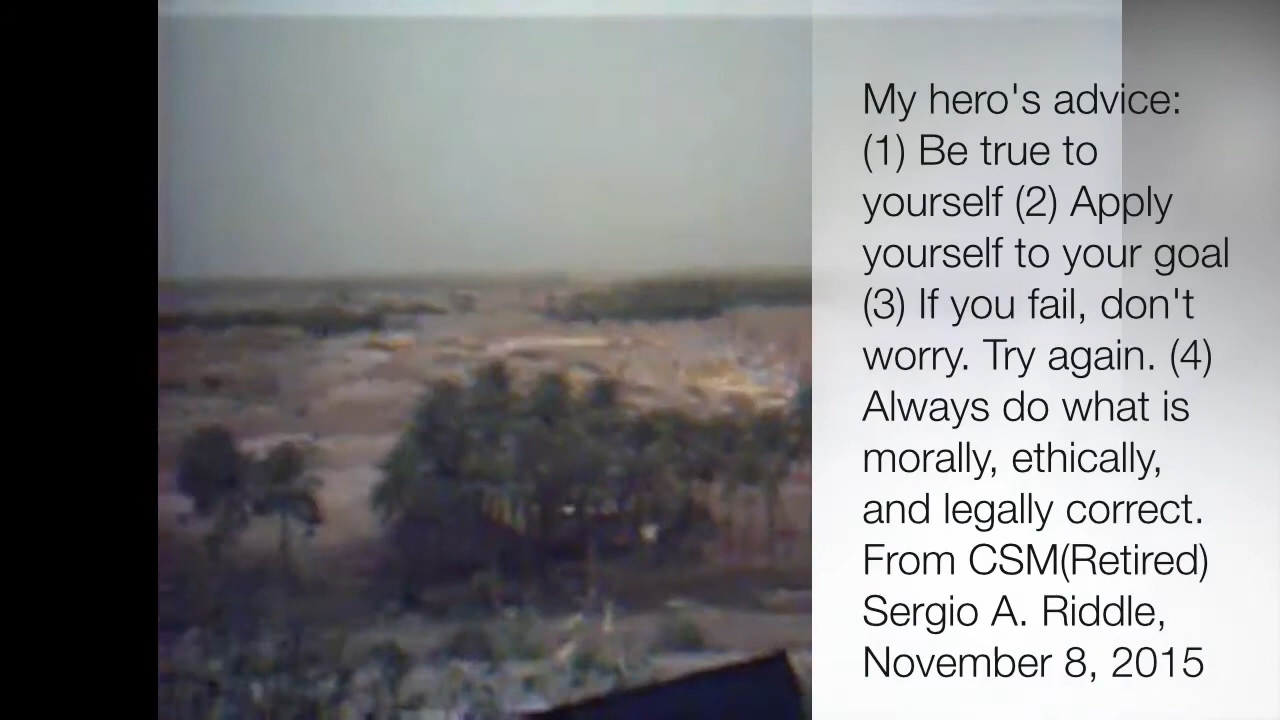 My hero's advice:
(1) Be true to
yourself (2) Apply
yourself to your goal
(3) If you fail, don't
worry. Try again. (4)
Always do what is
morally, ethically,
and legally correct.
From CSM(Retired)
Sergio A. Riddle,
November 8, 2015